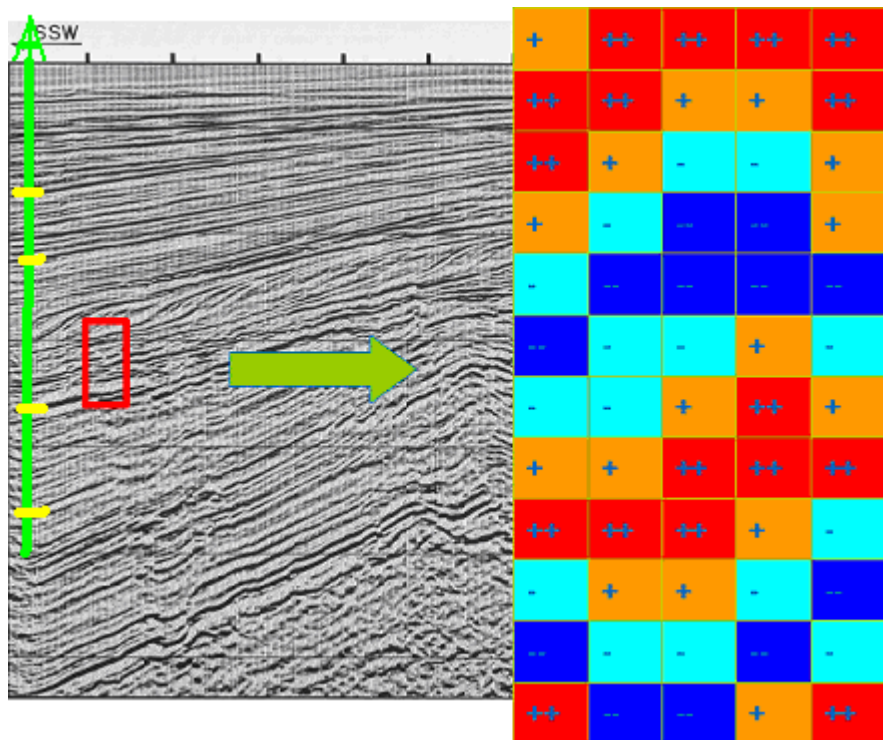 SSW
+ ++ ++ ++ ++
++ ++ + + ++
++ + - - +
+ - -- -- +
- -- -- -- --
-- - - + -
- - + ++ +
+ + ++ ++ ++
++ ++ ++ + -
- + + - --
-- - - -- -
++ -- -- + ++